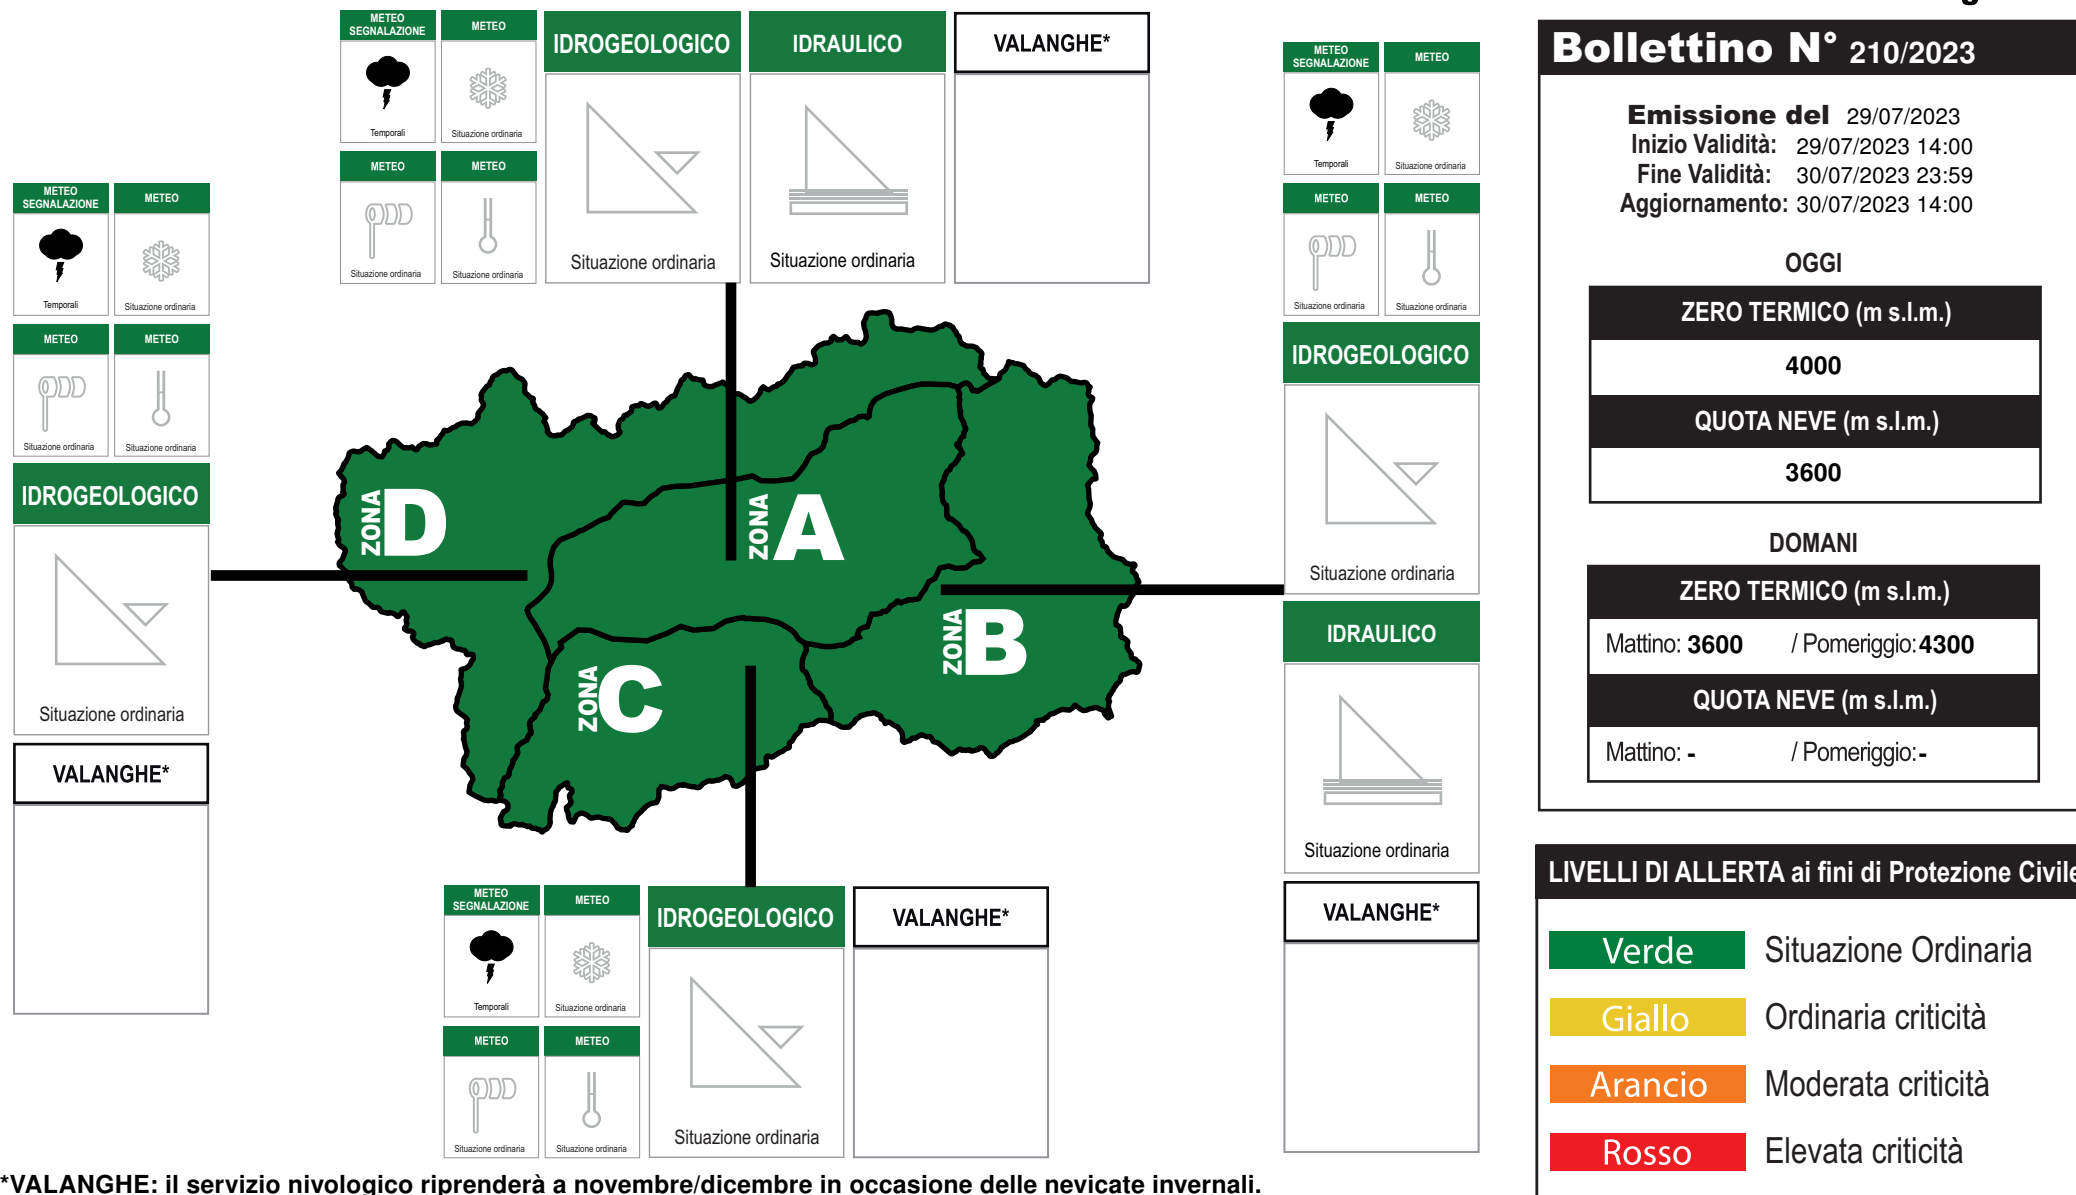 METEO
SEGNALAZIONE
METEO
IDROGEOLOGICO
IDRAULICO
VALANGHE*
Temporali
Situazione ordinaria
METEO
METEO
Situazione ordinaria
Situazione ordinaria
Situazione ordinaria
Situazione ordinaria
METEO
SEGNALAZIONE
METEO
Temporali
Situazione ordinaria
METEO
METEO
Situazione ordinaria
Situazione ordinaria
IDROGEOLOGICO
Situazione ordinaria
VALANGHE*
ZONA D
ZONA A
ZONA B
ZONA C
METEO
SEGNALAZIONE
METEO
Temporali
Situazione ordinaria
METEO
METEO
Situazione ordinaria
Situazione ordinaria
IDROGEOLOGICO
Situazione ordinaria
IDRAULICO
Situazione ordinaria
VALANGHE*
METEO
SEGNALAZIONE
METEO
IDROGEOLOGICO
VALANGHE*
Temporali
Situazione ordinaria
METEO
METEO
Situazione ordinaria
Situazione ordinaria
Situazione ordinaria
*VALANGHE: il servizio nivologico riprenderà a novembre/dicembre in occasione delle nevicate invernali.
Bollettino N° 210/2023
Emissione del 29/07/2023
Inizio Validità: 29/07/2023 14:00
Fine Validità: 30/07/2023 23:59
Aggiornamento: 30/07/2023 14:00
OGGI
ZERO TERMICO (m s.l.m.)
4000
QUOTA NEVE (m s.l.m.)
3600
DOMANI
ZERO TERMICO (m s.l.m.)
Mattino: 3600 / Pomeriggio: 4300
QUOTA NEVE (m s.l.m.)
Mattino: - / Pomeriggio: -
LIVELLI DI ALLERTA ai fini di Protezione Civile
Verde Situazione Ordinaria
Giallo Ordinaria criticità
Arancio Moderata criticità
Rosso Elevata criticità